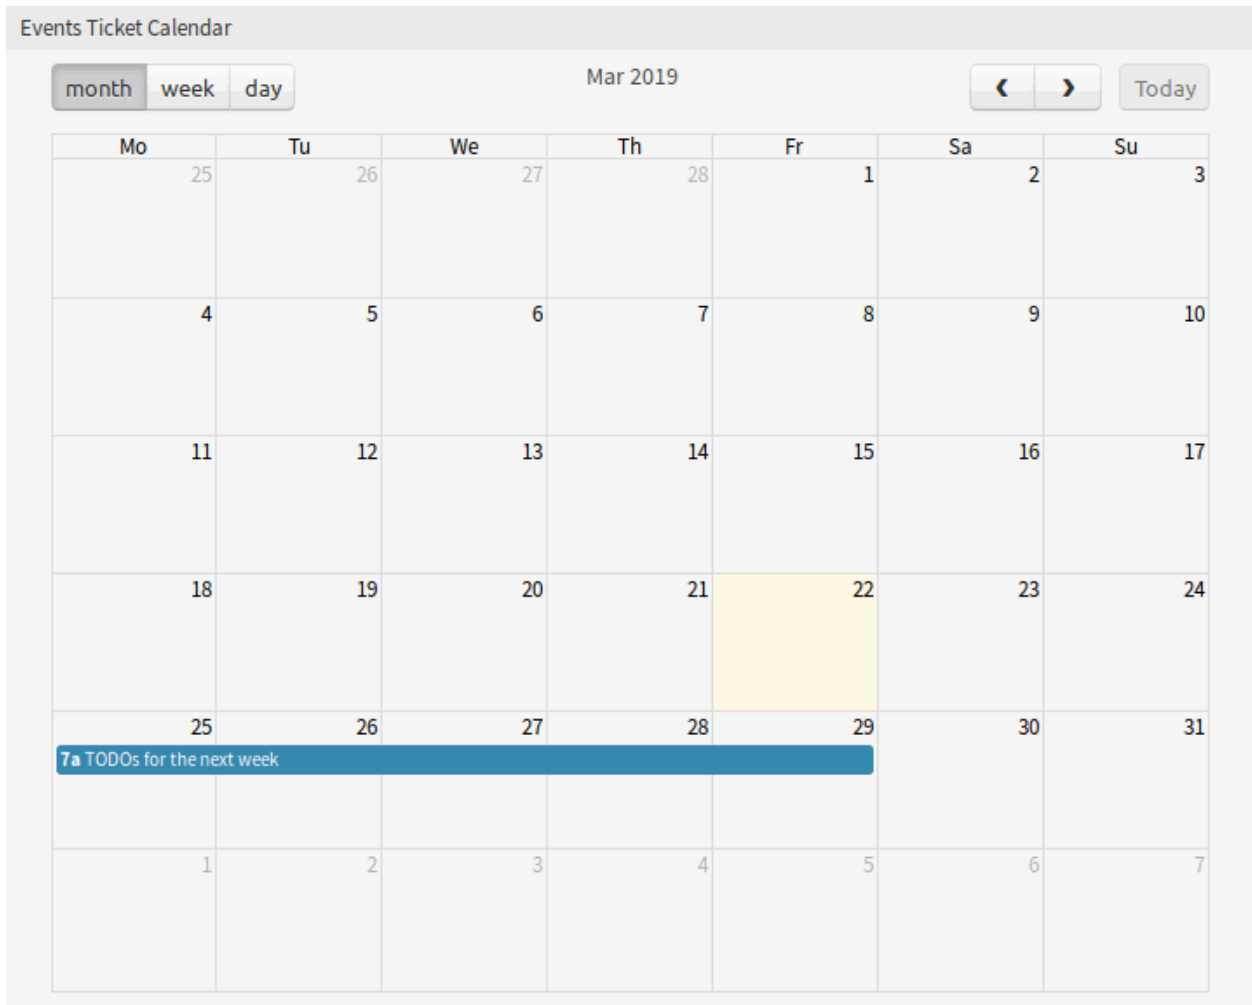 Events Ticket Calendar
month week day Mar 2019 ❮ ❯ Today
Mo Tu We Th Fr Sa Su
25 26 27 28 1 2 3
4 5 6 7 8 9 10
11 12 13 14 15 16 17
18 19 20 21 22 23 24
25 26 27 28 29 30 31
7a TODOs for the next week
1 2 3 4 5 6 7